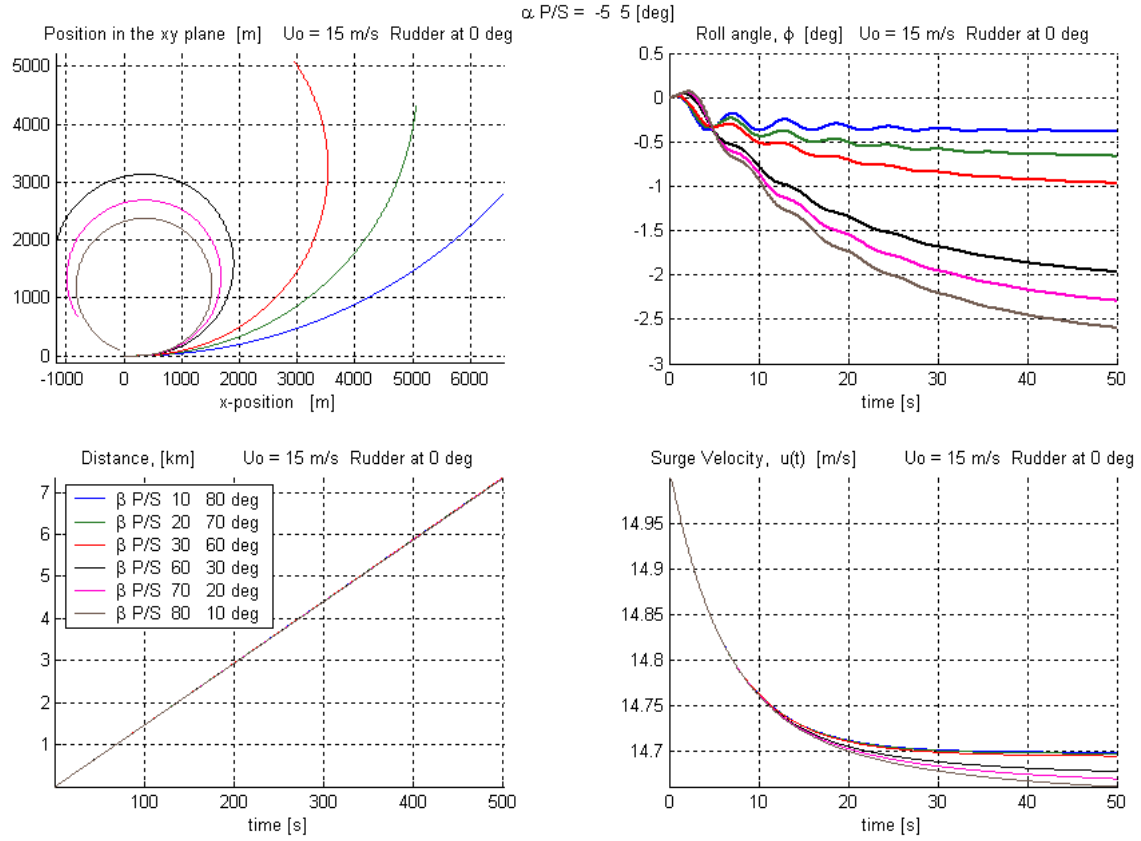 α P/S = -5 5 [deg]
Position in the xy plane [m] Uo = 15 m/s Rudder at 0 deg
5000
4000
3000
2000
1000
0
-1000 0 1000 2000 3000 4000 5000 6000
x-position [m]
Roll angle, ϕ [deg] Uo = 15 m/s Rudder at 0 deg
0.5
0
-0.5
-1
-1.5
-2
-2.5
-3
0 10 20 30 40 50
time [s]
Distance, [km] Uo = 15 m/s Rudder at 0 deg
7
6
5
4
3
2
1
β P/S 10 80 deg
β P/S 20 70 deg
β P/S 30 60 deg
β P/S 60 30 deg
β P/S 70 20 deg
β P/S 80 10 deg
100 200 300 400 500
time [s]
Surge Velocity, u(t) [m/s] Uo = 15 m/s Rudder at 0 deg
14.95
14.9
14.85
14.8
14.75
14.7
0 10 20 30 40 50
time [s]